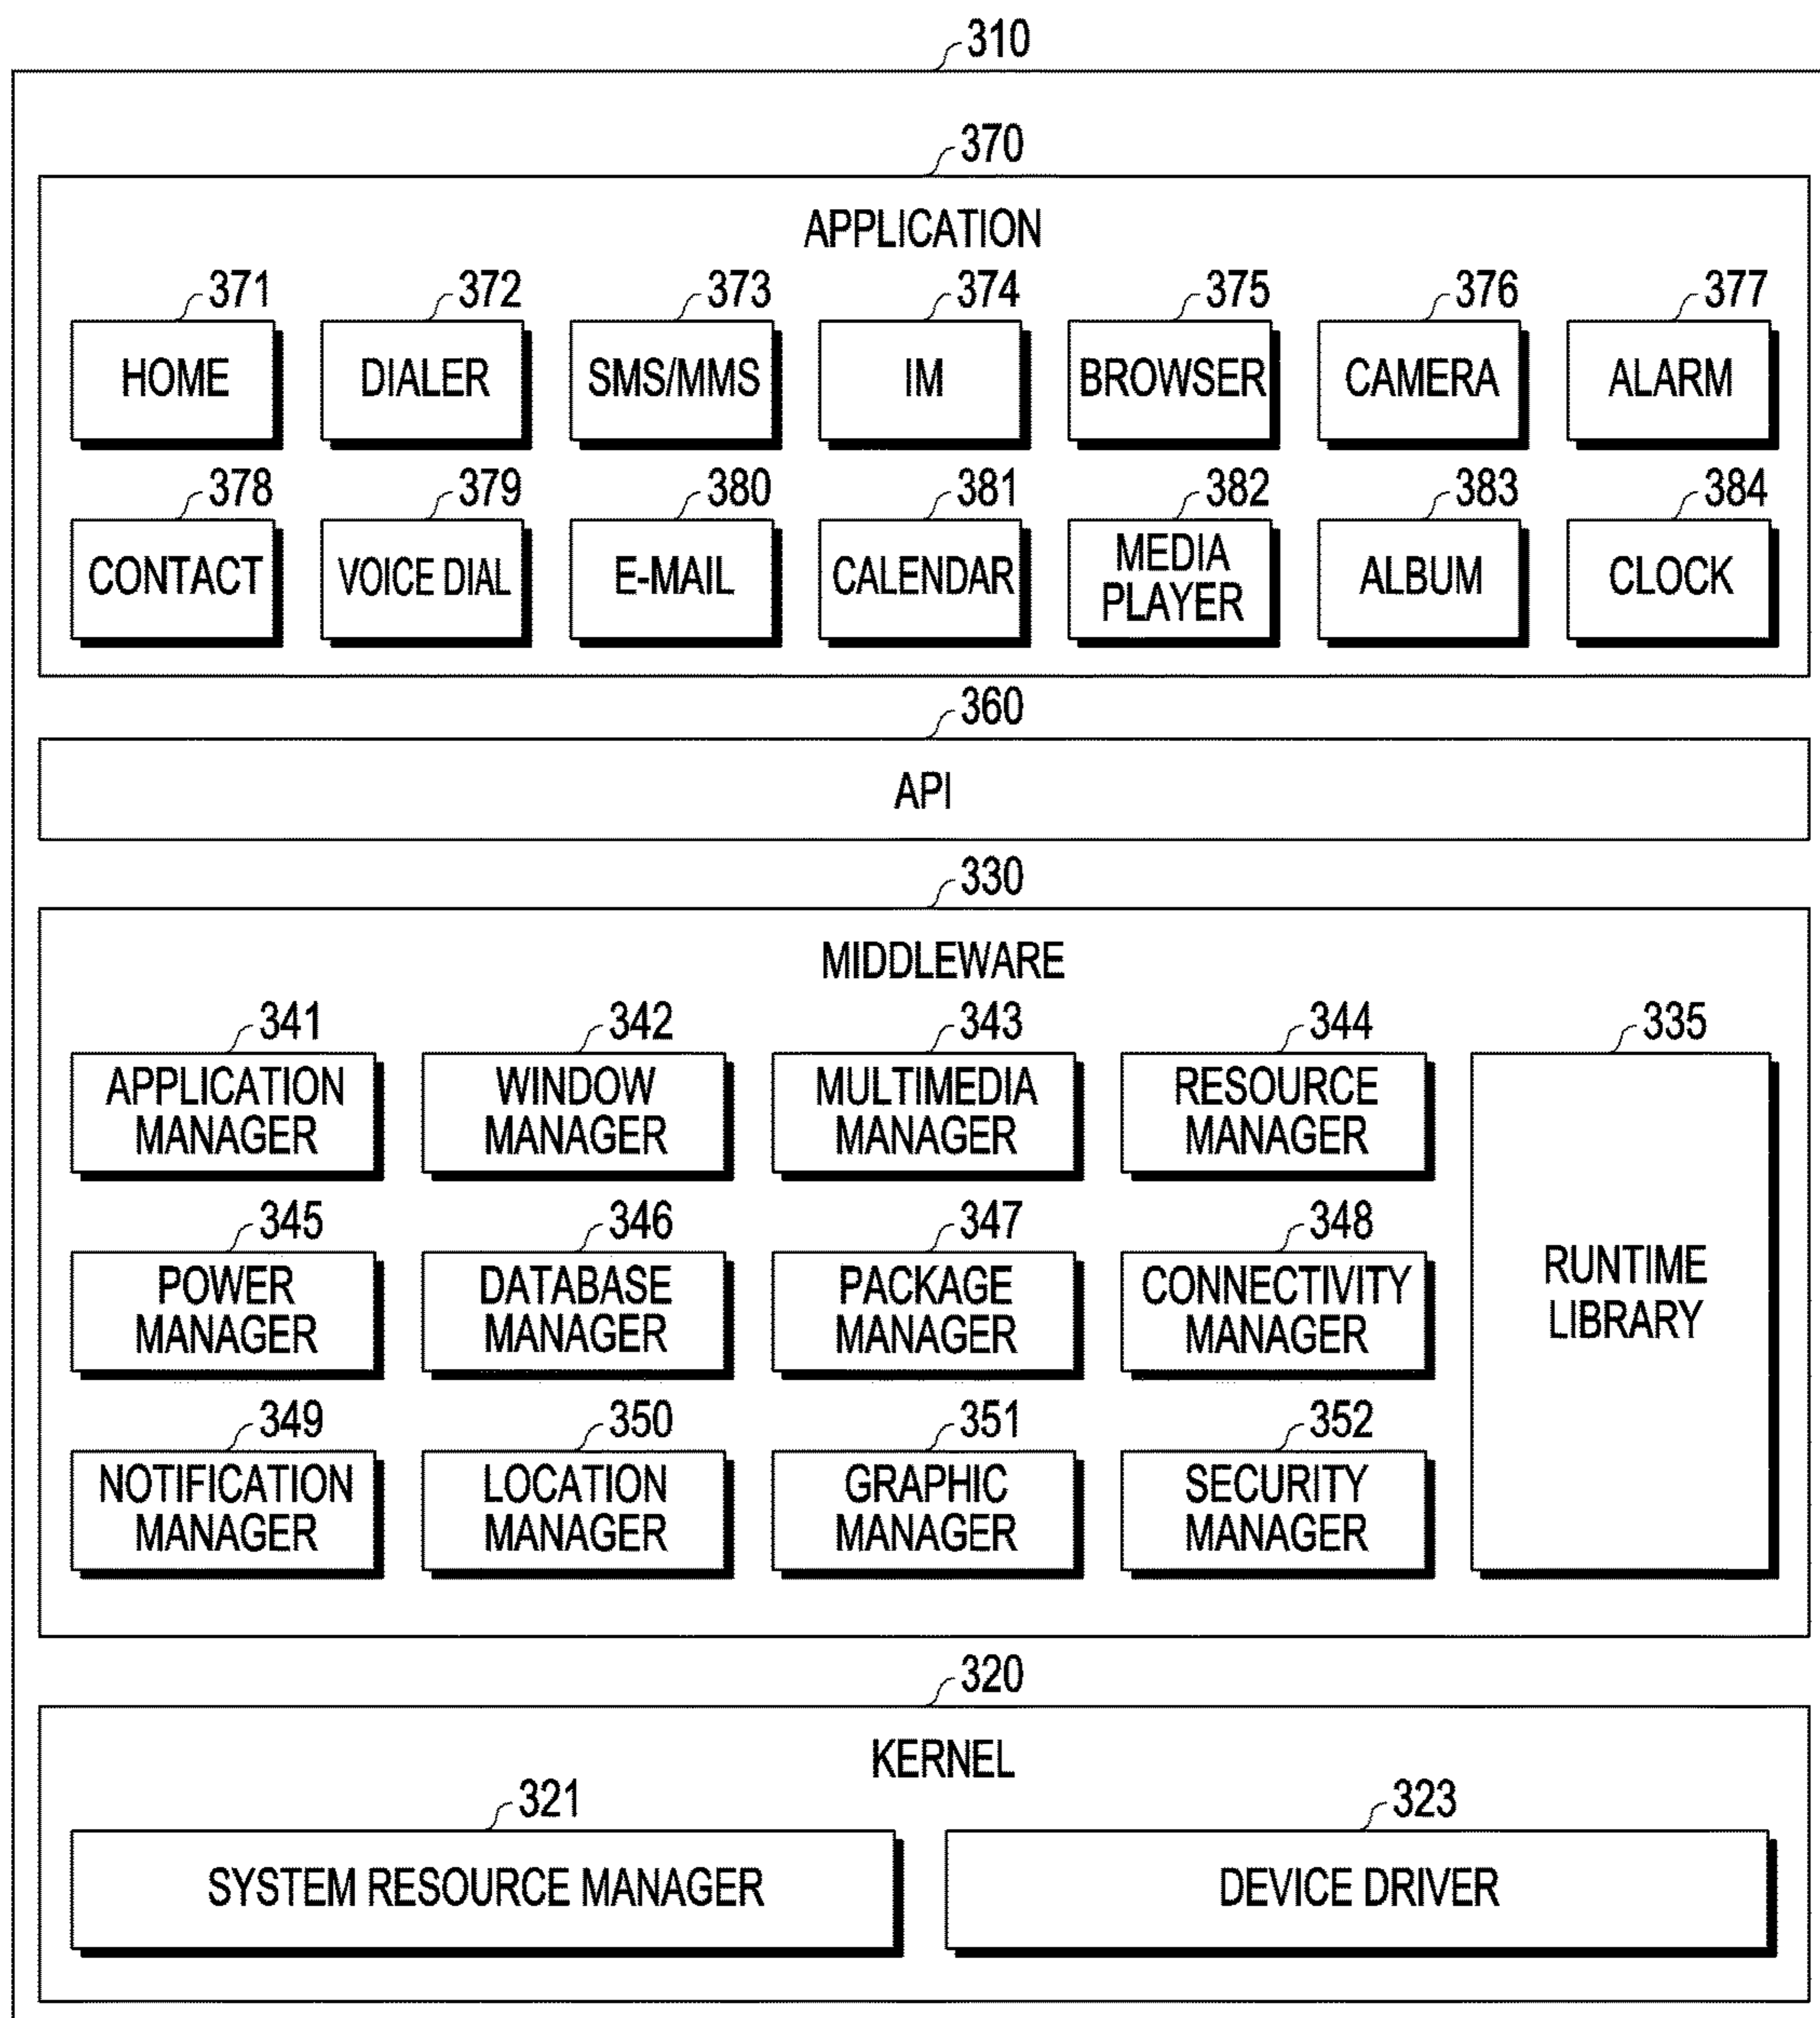 310
370
APPLICATION
371 372 373 374 375 376 377
HOME DIALER SMS/MMS IM BROWSER CAMERA ALARM
378 379 380 381 382 383 384
CONTACT VOICE DIAL E-MAIL CALENDAR MEDIA PLAYER ALBUM CLOCK
360
API
330
MIDDLEWARE
341 342 343 344 335
APPLICATION MANAGER WINDOW MANAGER MULTIMEDIA MANAGER RESOURCE MANAGER
345 346 347 348
POWER MANAGER DATABASE MANAGER PACKAGE MANAGER CONNECTIVITY MANAGER
RUNTIME LIBRARY
349 350 351 352
NOTIFICATION MANAGER LOCATION MANAGER GRAPHIC MANAGER SECURITY MANAGER
320
KERNEL
321 323
SYSTEM RESOURCE MANAGER DEVICE DRIVER